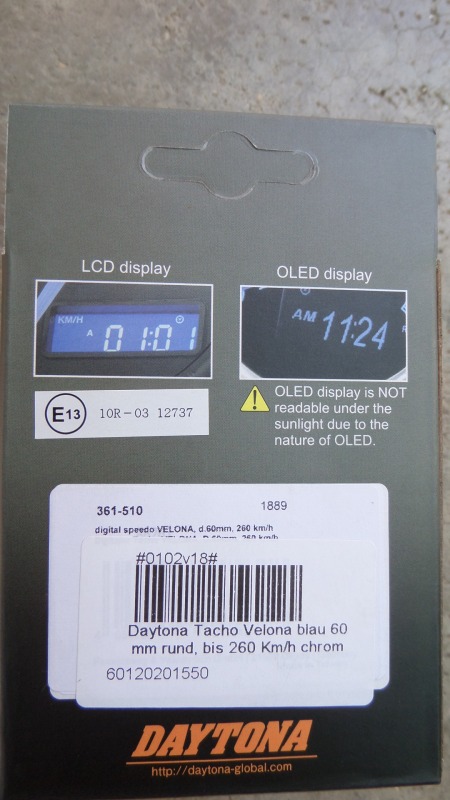 LCD display
OLED display
KM/H
A 01:01
AM 11:24
E13 10R-03 12737
OLED display is NOT
readable under the
sunlight due to the
nature of OLED.
361-510 1889
digital speedo VELONA, d.60mm, 260 km/h
#0102v18#
Daytona Tacho Velona blau 60
mm rund, bis 260 Km/h chrom
60120201550
DAYTONA
http://daytona-global.com